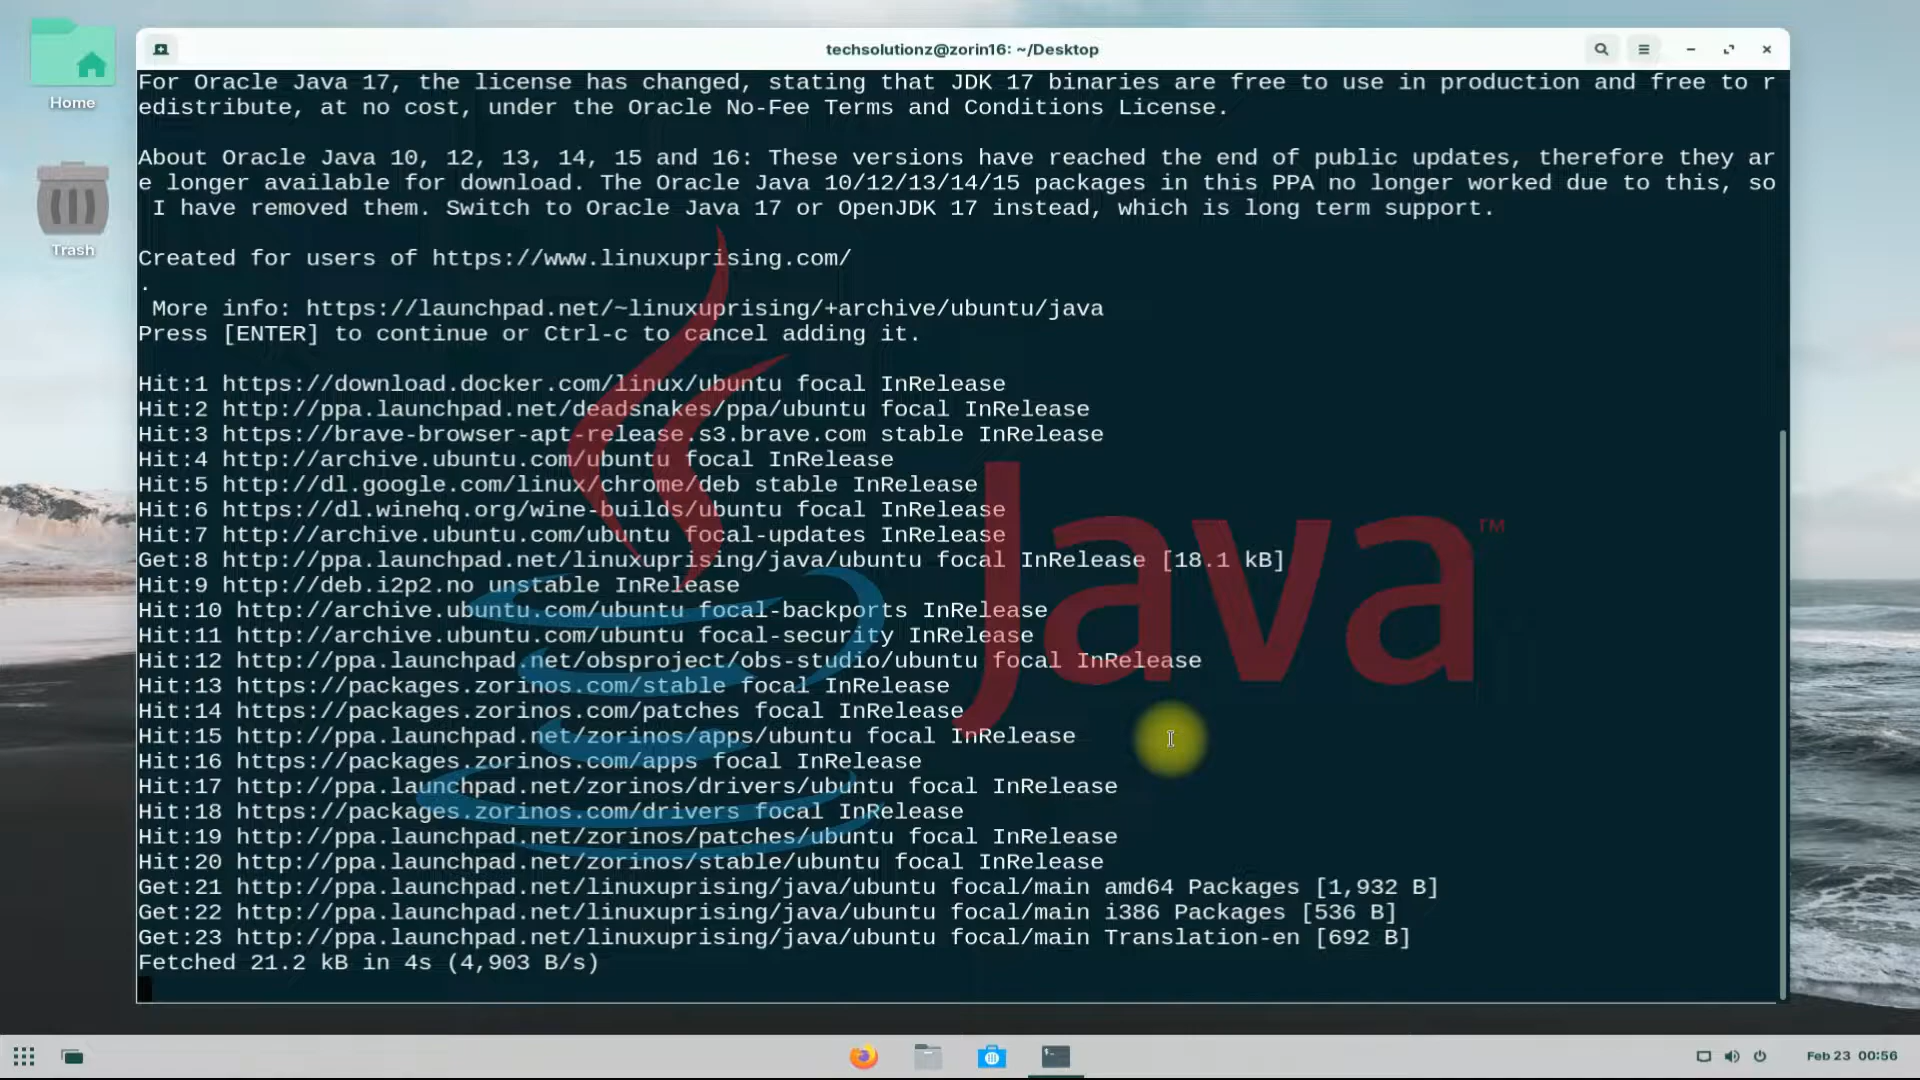 techsolutionz@zorin16: ~/Desktop
Home
Trash
For Oracle Java 17, the license has changed, stating that JDK 17 binaries are free to use in production and free to r
edistribute, at no cost, under the Oracle No-Fee Terms and Conditions License.
About Oracle Java 10, 12, 13, 14, 15 and 16: These versions have reached the end of public updates, therefore they ar
e longer available for download. The Oracle Java 10/12/13/14/15 packages in this PPA no longer worked due to this, so
I have removed them. Switch to Oracle Java 17 or OpenJDK 17 instead, which is long term support.
Created for users of https://www.linuxuprising.com/
.
More info: https://launchpad.net/~linuxuprising/+archive/ubuntu/java
Press [ENTER] to continue or Ctrl-c to cancel adding it.
Hit:1 https://download.docker.com/linux/ubuntu focal InRelease
Hit:2 http://ppa.launchpad.net/deadsnakes/ppa/ubuntu focal InRelease
Hit:3 https://brave-browser-apt-release.s3.brave.com stable InRelease
Hit:4 http://archive.ubuntu.com/ubuntu focal InRelease
Hit:5 http://dl.google.com/linux/chrome/deb stable InRelease
Hit:6 https://dl.winehq.org/wine-builds/ubuntu focal InRelease
Hit:7 http://archive.ubuntu.com/ubuntu focal-updates InRelease
Get:8 http://ppa.launchpad.net/linuxuprising/java/ubuntu focal InRelease [18.1 kB]
Hit:9 http://deb.i2p2.no unstable InRelease
Hit:10 http://archive.ubuntu.com/ubuntu focal-backports InRelease
Hit:11 http://archive.ubuntu.com/ubuntu focal-security InRelease
Hit:12 http://ppa.launchpad.net/obsproject/obs-studio/ubuntu focal InRelease
Hit:13 https://packages.zorinos.com/stable focal InRelease
Hit:14 https://packages.zorinos.com/patches focal InRelease
Hit:15 http://ppa.launchpad.net/zorinos/apps/ubuntu focal InRelease
Hit:16 https://packages.zorinos.com/apps focal InRelease
Hit:17 http://ppa.launchpad.net/zorinos/drivers/ubuntu focal InRelease
Hit:18 https://packages.zorinos.com/drivers focal InRelease
Hit:19 http://ppa.launchpad.net/zorinos/patches/ubuntu focal InRelease
Hit:20 http://ppa.launchpad.net/zorinos/stable/ubuntu focal InRelease
Get:21 http://ppa.launchpad.net/linuxuprising/java/ubuntu focal/main amd64 Packages [1,932 B]
Get:22 http://ppa.launchpad.net/linuxuprising/java/ubuntu focal/main i386 Packages [536 B]
Get:23 http://ppa.launchpad.net/linuxuprising/java/ubuntu focal/main Translation-en [692 B]
Fetched 21.2 kB in 4s (4,903 B/s)
Java™
Feb 23 00:56